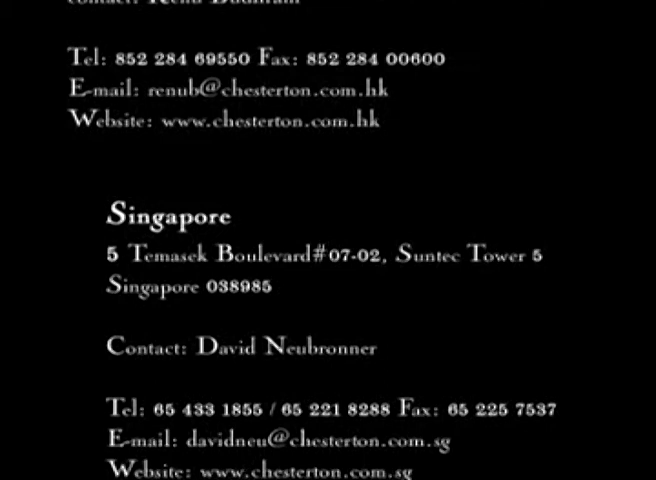 Tel: 852 284 69550 Fax: 852 284 00600
E-mail: renub@chesterton.com.hk
Website: www.chesterton.com.hk
Singapore
5 Temasek Boulevard#07-02, Suntec Tower 5
Singapore 038985
Contact: David Neubronner
Tel: 65 433 1855 / 65 221 8288 Fax: 65 225 7537
E-mail: davidneu@chesterton.com.sg
Website: www.chesterton.com.sg